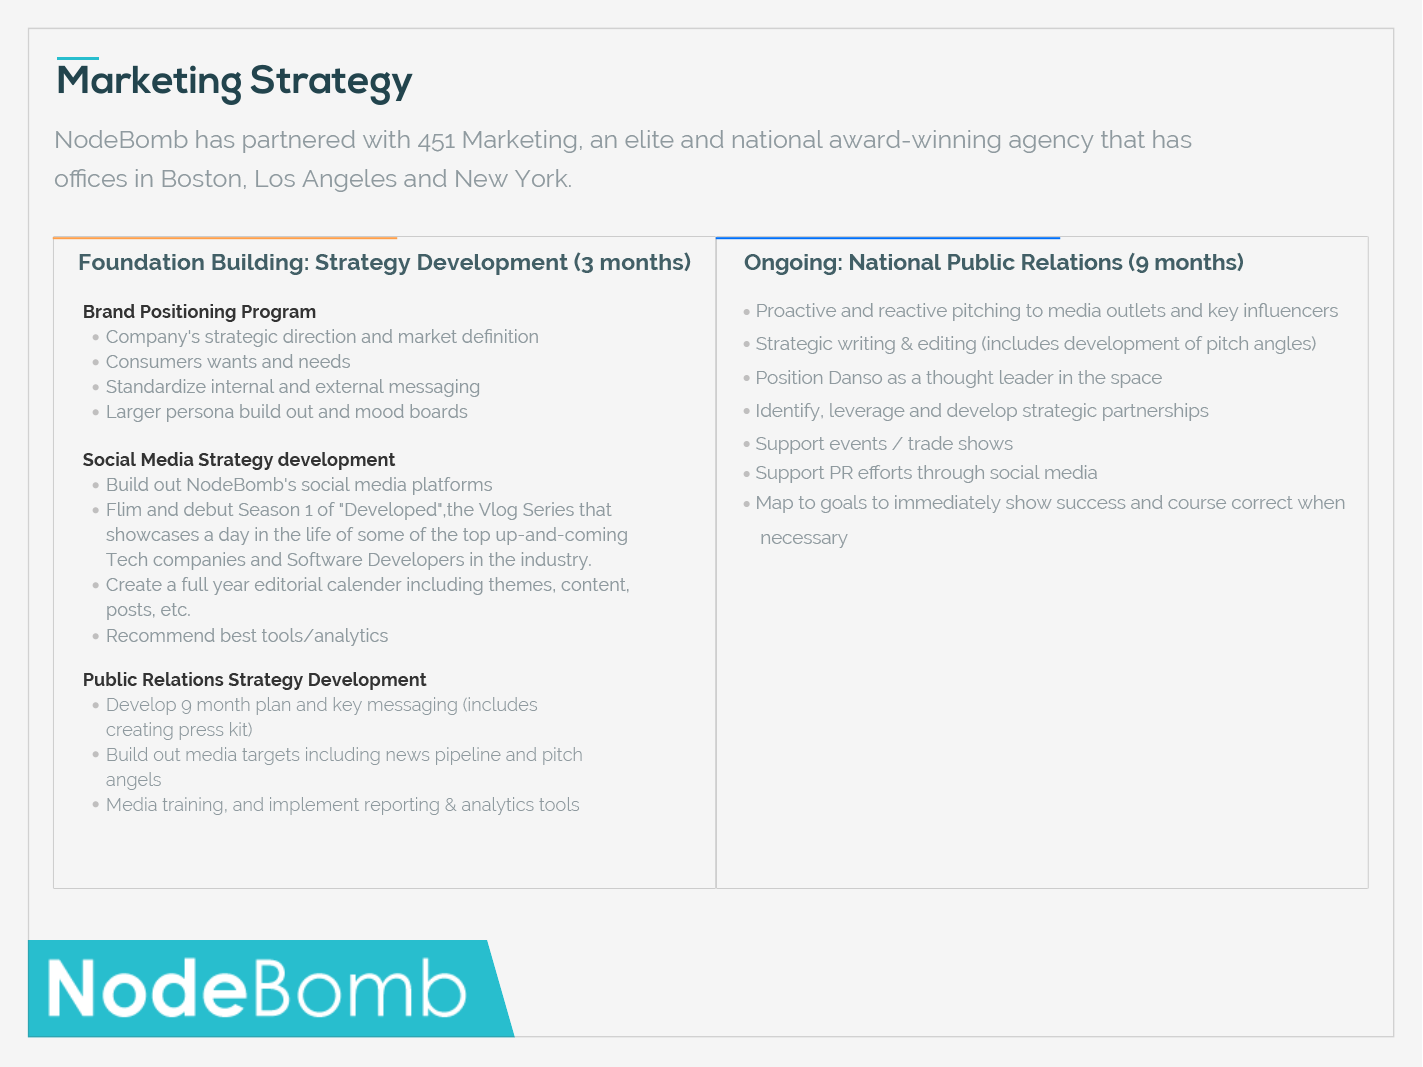 Marketing Strategy
NodeBomb has partnered with 451 Marketing, an elite and national award-winning agency that has
offices in Boston, Los Angeles and New York.
Foundation Building: Strategy Development (3 months)
Brand Positioning Program
• Company's strategic direction and market definition
• Consumers wants and needs
• Standardize internal and external messaging
• Larger persona build out and mood boards
Social Media Strategy development
• Build out NodeBomb's social media platforms
• Flim and debut Season 1 of "Developed",the Vlog Series that
showcases a day in the life of some of the top up-and-coming
Tech companies and Software Developers in the industry.
• Create a full year editorial calender including themes, content,
posts, etc.
• Recommend best tools/analytics
Public Relations Strategy Development
• Develop 9 month plan and key messaging (includes
creating press kit)
• Build out media targets including news pipeline and pitch
angels
• Media training, and implement reporting & analytics tools
Ongoing: National Public Relations (9 months)
• Proactive and reactive pitching to media outlets and key influencers
• Strategic writing & editing (includes development of pitch angles)
• Position Danso as a thought leader in the space
• Identify, leverage and develop strategic partnerships
• Support events / trade shows
• Support PR efforts through social media
• Map to goals to immediately show success and course correct when
necessary
NodeBomb